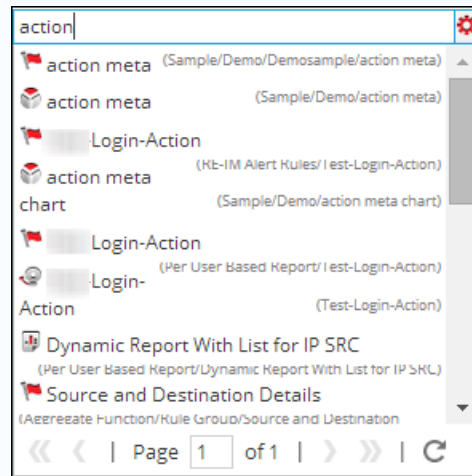 action
action meta (Sample/Demo/Demosample/action meta)
action meta (Sample/Demo/action meta)
-Login-Action
(RE-IM Alert Rules/Test-Login-Action)
action meta
chart (Sample/Demo/action meta chart)
Login-Action
(Per User Based Report/Test-Login-Action)
-Login-
Action (Test-Login-Action)
Dynamic Report With List for IP SRC
(Per User Based Report/Dynamic Report With List for IP SRC)
Source and Destination Details
(Aggregate Function/Rule Group/Source and Destination
| Page 1 of 1 | |